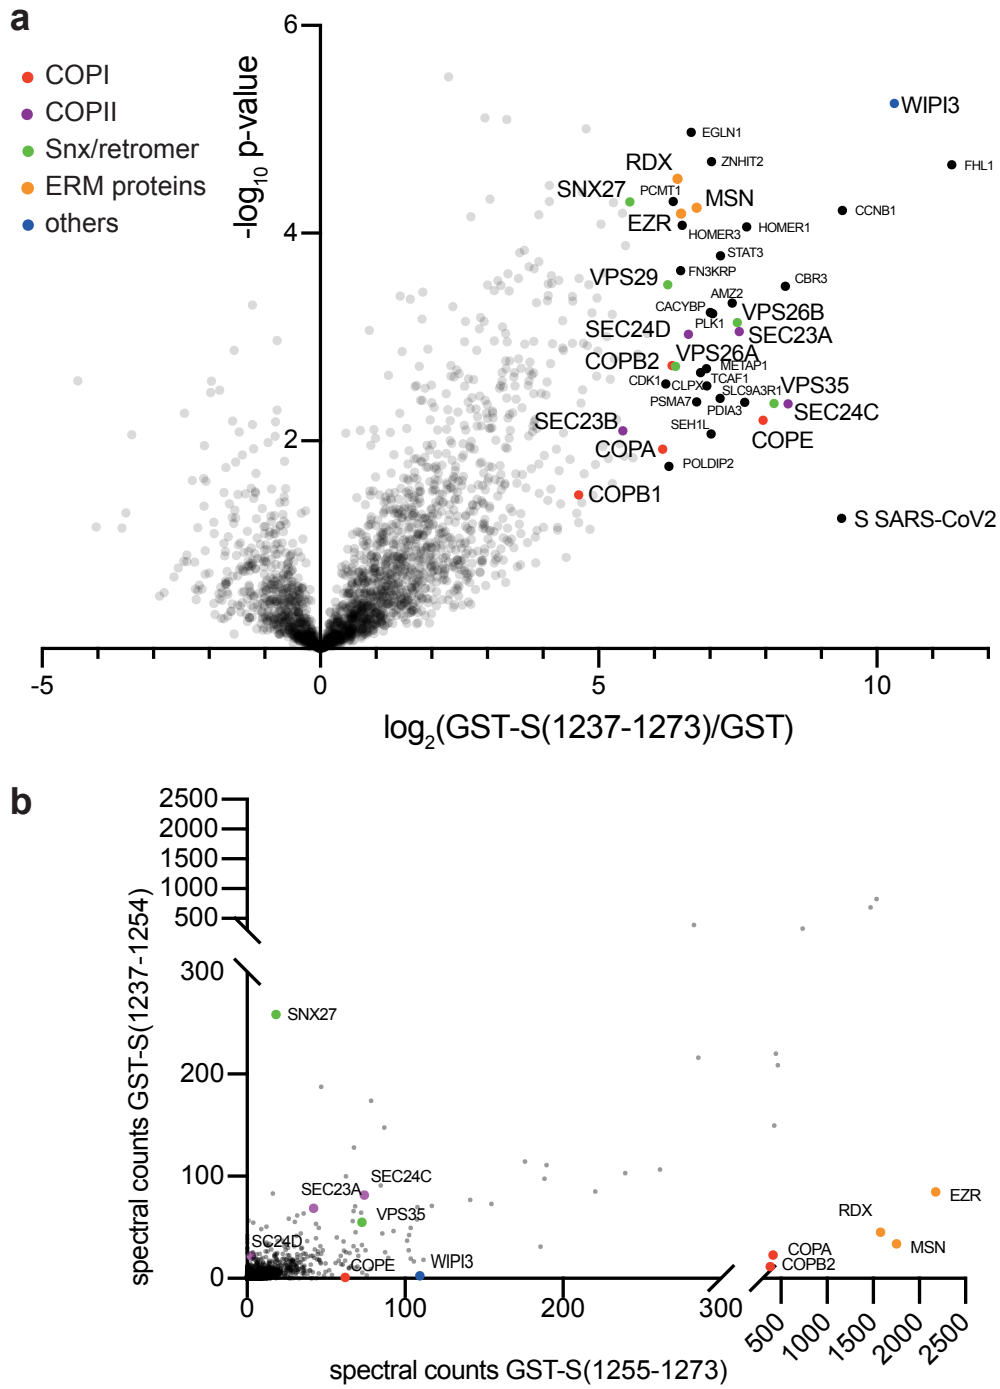 a
6
COPI
COPII
Snx/retromer
ERM proteins
others
-log10 p-value
WIPI3
EGLN1
RDX
ZNHIT2
FHL1
SNX27
PCMT1
MSN
CCNB1
EZR
HOMER3
HOMER1
4
STAT3
VPS29
FN3KRP
CBR3
AMZ2
CACYBP
VPS26B
SEC24D
PLK1
SEC23A
COPB2
VPS26A
METAP1
CDK1
CLPX
TCAF1
VPS35
SLC9A3R1
PSMA7
PDIA3
SEC24C
SEC23B
SEH1L
COPE
2
COPA
POLDIP2
COPB1
S SARS-CoV2
-5
0
5
10
log2(GST-S(1237-1273)/GST)
b
2500
2000
1500
1000
500
300
200
100
0
spectral counts GST-S(1237-1254)
SNX27
SEC24C
SEC23A
VPS35
SC24D
COPE
WIPI3
EZR
RDX
MSN
COPA
COPB2
0
100
200
300
500
1000
1500
2000
2500
spectral counts GST-S(1255-1273)